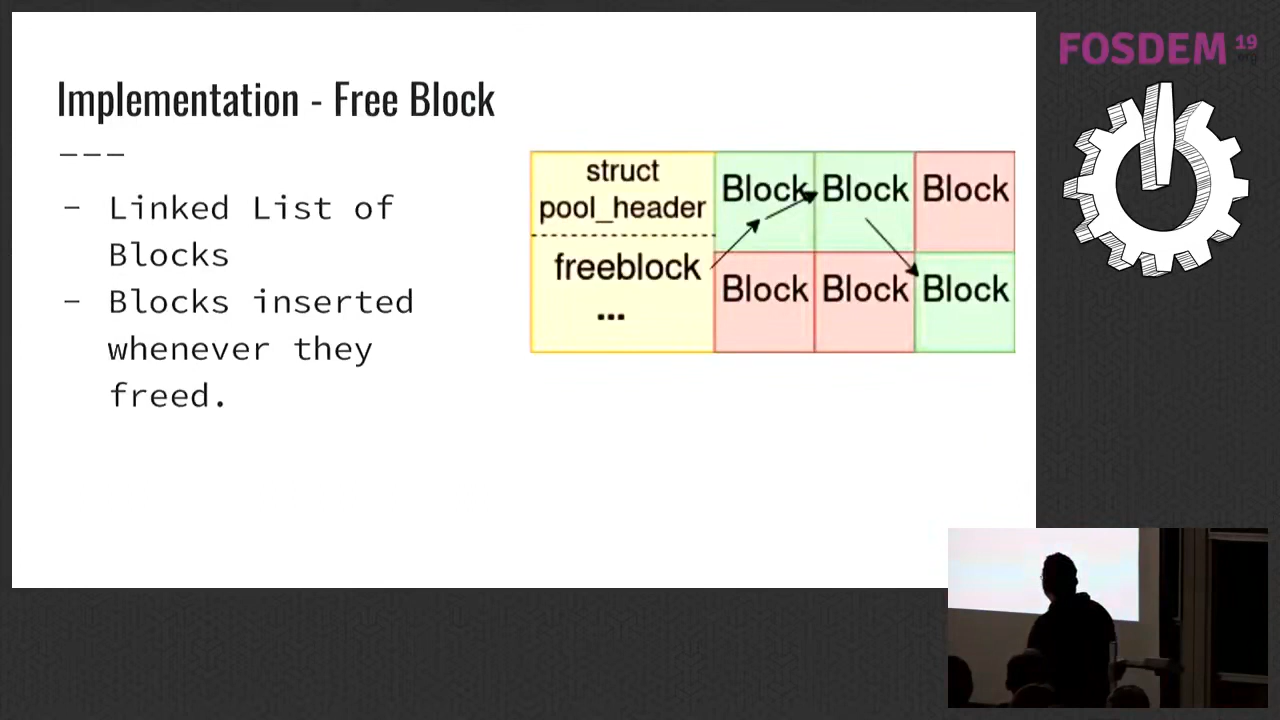 Implementation - Free Block
- Linked List of
Blocks
- Blocks inserted
whenever they
freed.
struct
pool_header
freeblock
...
Block Block Block
Block Block Block
FOSDEM 19
.org